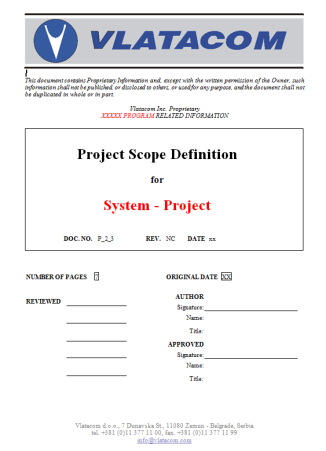 VLATACOM
This document contains Proprietary Information and, except with the written permission of the Owner, such
information shall not be published, or disclosed to others, or used for any purpose, and the document shall not
be duplicated in whole or in part.
Vlatacom Inc. Proprietary
XXXXX PROGRAM RELATED INFORMATION
Project Scope Definition
for
System - Project
DOC. NO. P_2_3 REV. NC DATE xx
NUMBER OF PAGES ORIGINAL DATE XX
REVIEWED
AUTHOR
Signature:
Name:
Title:
APPROVED
Signature:
Name:
Title:
Vlatacom d.o.o., 7 Dunavska St., 11080 Zemun - Belgrade, Serbia
tel. +381 (0)11 377 11 00, fax. +381 (0)11 377 11 99
info@vlatacom.com